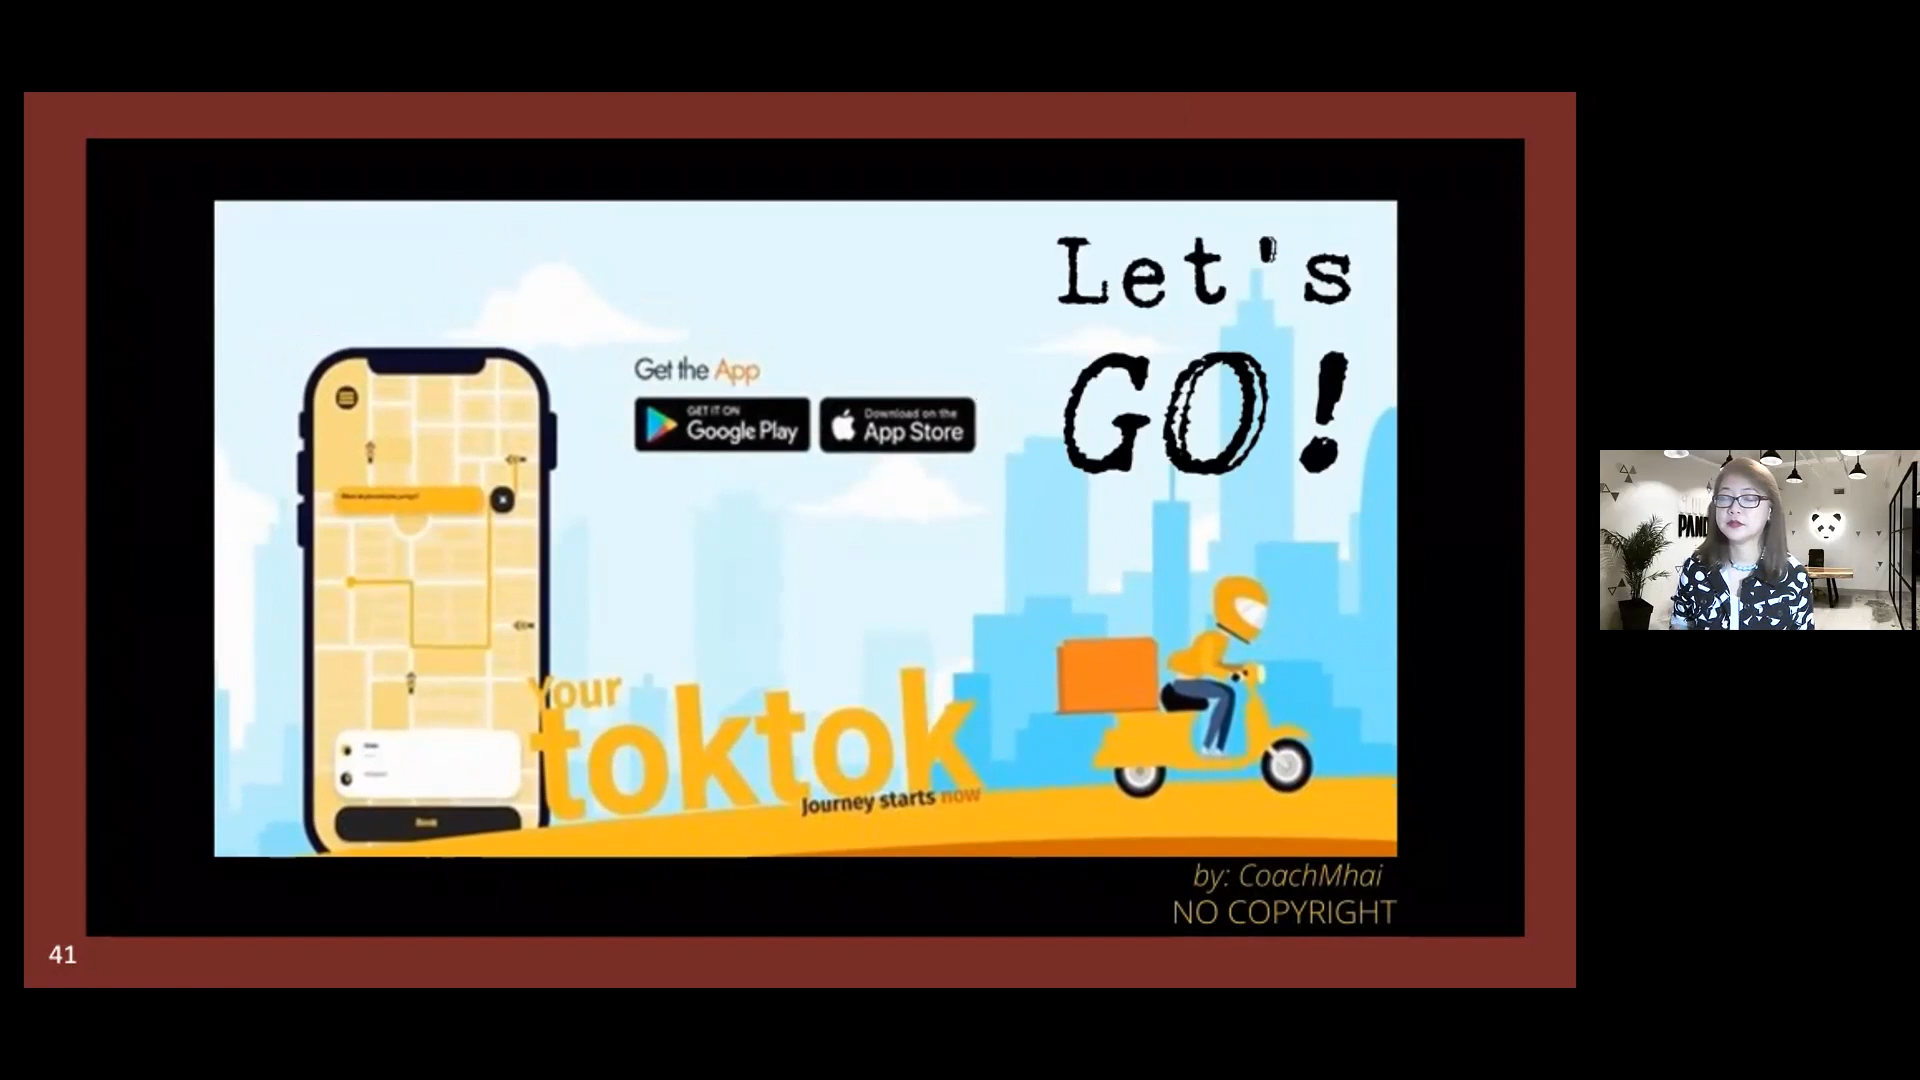 Let's
GO!
Get the App
GET IT ON
Google Play
Download on the
App Store
Your
toktok
Journey starts now
Book
by: CoachMhai
NO COPYRIGHT
41